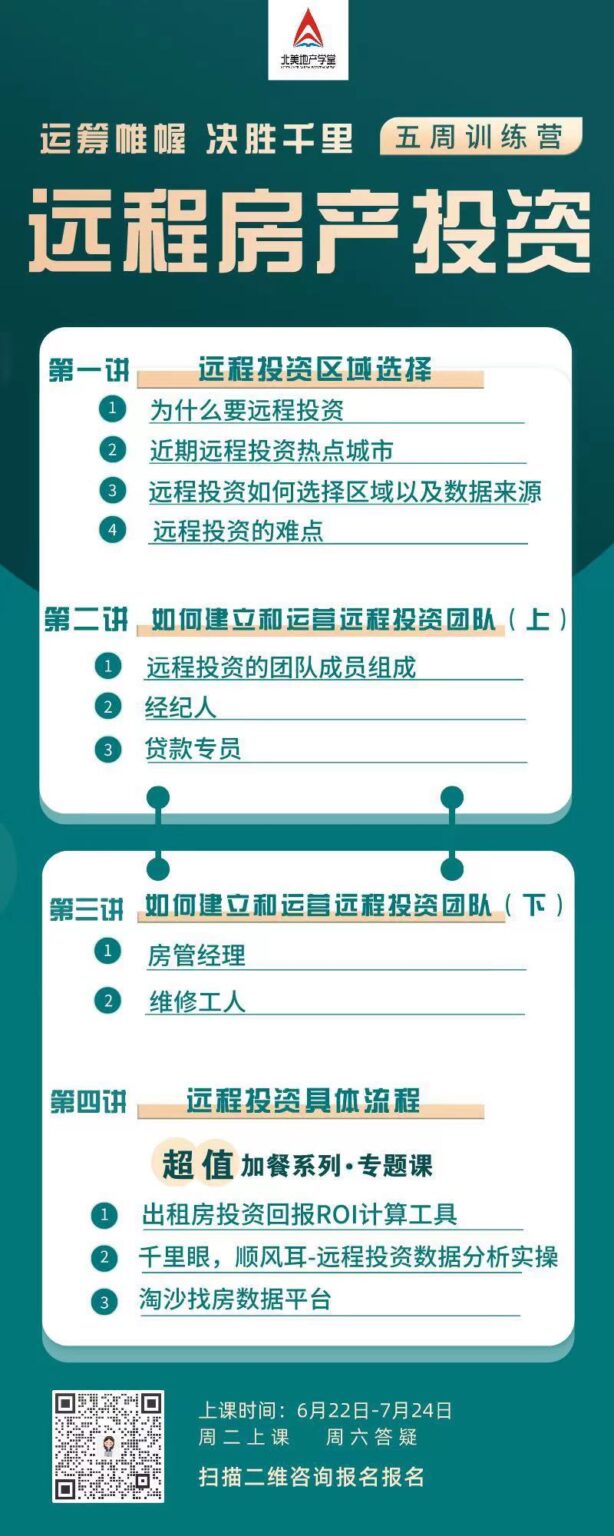 北美地产学堂
运筹帷幄 决胜千里 五周训练营
远程房产投资
第一讲 远程投资区域选择
1 为什么要远程投资
2 近期远程投资热点城市
3 远程投资如何选择区域以及数据来源
4 远程投资的难点
第二讲 如何建立和运营远程投资团队(上)
1 远程投资的团队成员组成
2 经纪人
3 贷款专员
第三讲 如何建立和运营远程投资团队(下)
1 房管经理
2 维修工人
第四讲 远程投资具体流程
超值 加餐系列·专题课
1 出租房投资回报ROI计算工具
2 千里眼，顺风耳-远程投资数据分析实操
3 淘沙找房数据平台
上课时间：6月22日-7月24日
周二上课 周六答疑
扫描二维咨询报名报名